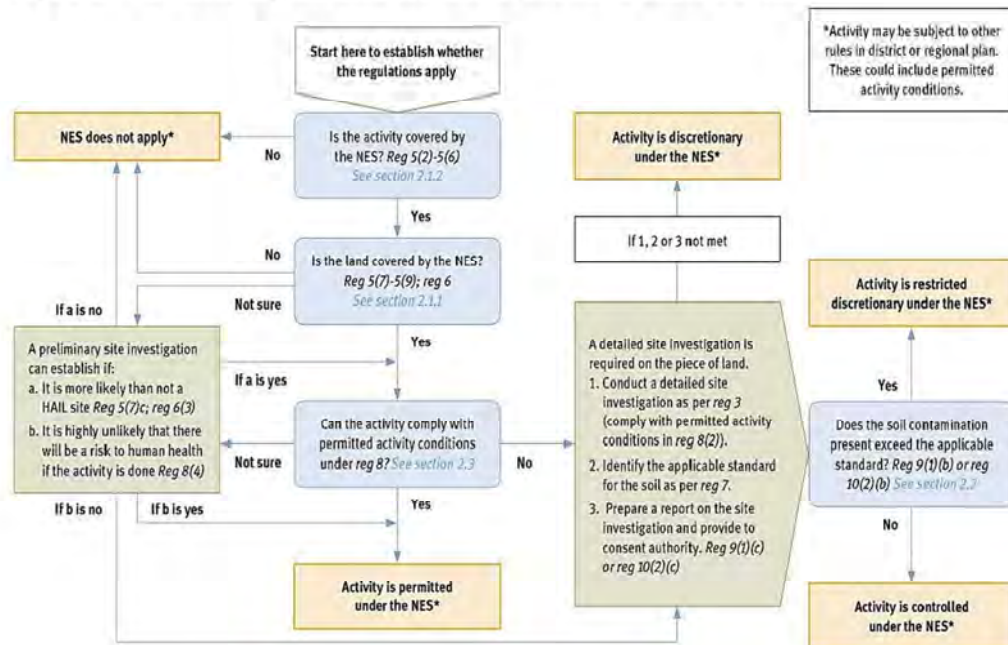 Start here to establish whether
the regulations apply
*Activity may be subject to other
rules in district or regional plan.
These could include permitted
activity conditions.
NES does not apply*
No
Is the activity covered by
the NES? Reg 5(2)-5(6)
See section 2.1.2
Activity is discretionary
under the NES*
Yes
If 1, 2 or 3 not met
No
Is the land covered by the NES?
Reg 5(7)-5(9); reg 6
See section 2.1.1
Not sure
Activity is restricted
discretionary under the NES*
If a is no
Yes
A preliminary site investigation
can establish if:
a. It is more likely than not a
HAIL site Reg 5(7)c; reg 6(3)
b. It is highly unlikely that there
will be a risk to human health
if the activity is done Reg 8(4)
If a is yes
Can the activity comply with
permitted activity conditions
under reg 8? See section 2.3
Not sure
No
A detailed site investigation is
required on the piece of land.
1. Conduct a detailed site
investigation as per reg 3
(comply with permitted activity
conditions in reg 8(2)).
2. Identify the applicable standard
for the soil as per reg 7.
3. Prepare a report on the site
investigation and provide to
consent authority. Reg 9(1)(c)
or reg 10(2)(c)
Yes
Does the soil contamination
present exceed the applicable
standard? Reg 9(1)(b) or reg
10(2)(b) See section 2.2
If b is no
If b is yes
Yes
No
Activity is permitted
under the NES*
Activity is controlled
under the NES*